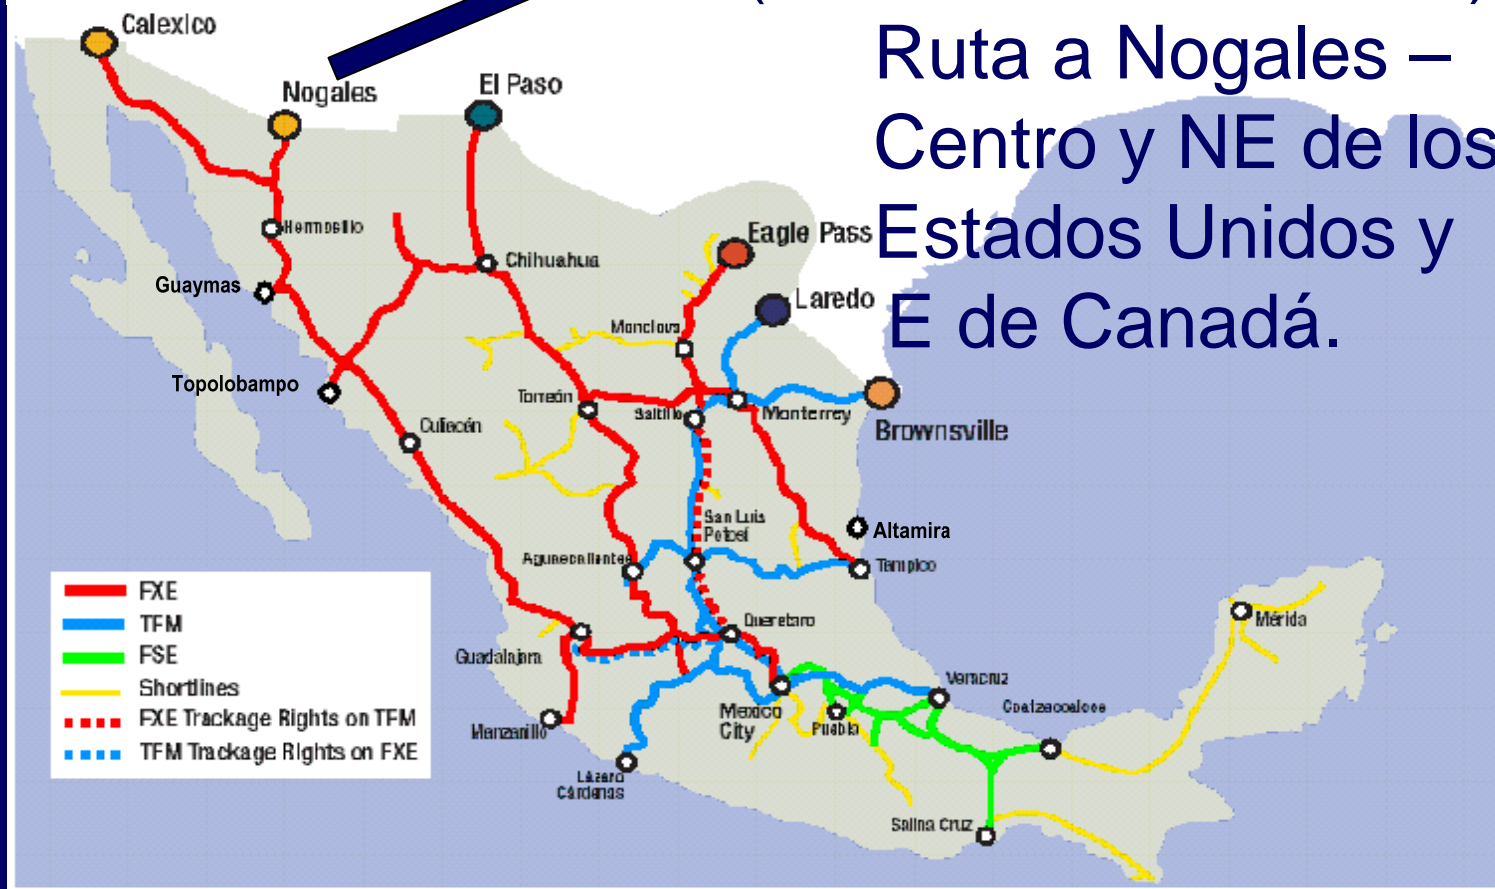 Ruta a Nogales –
Centro y NE de los
Estados Unidos y
E de Canadá.
Calexico
Nogales
El Paso
Hermosillo
Chihuahua
Eagle Pass
Guaymas
Laredo
Monclova
Topolobampo
Torreón
Saltillo
Monterrey
Culiacán
Brownsville
San Luis
Potosí
Altamira
Aguascalientes
Tampico
FXE
TFM
FSE
Shortlines
FXE Trackage Rights on TFM
TFM Trackage Rights on FXE
Queretaro
Mérida
Guadalajara
Veracruz
Mexico
City
Puebla
Coatzacoalcos
Manzanillo
Lázaro
Cárdenas
Salina Cruz